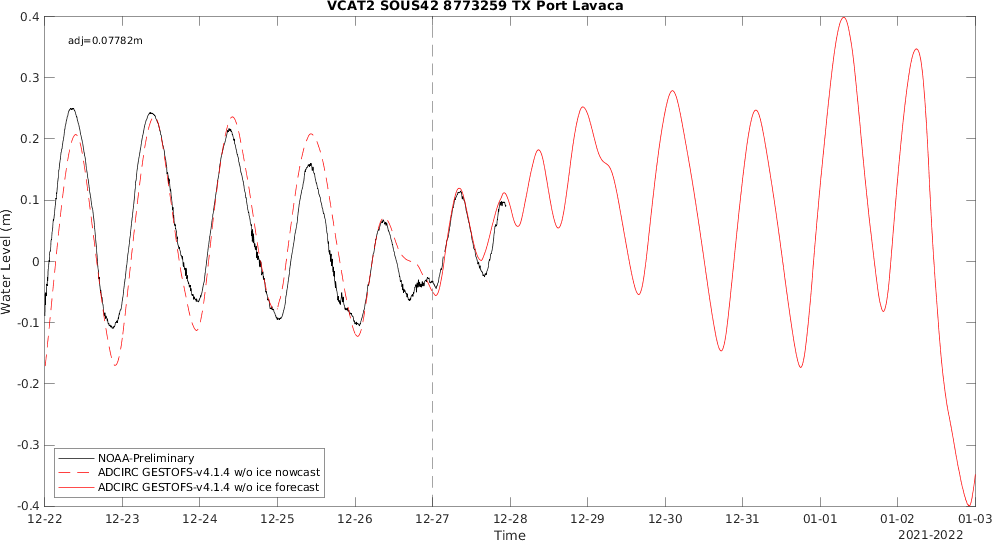 VCAT2 SOUS42 8773259 TX Port Lavaca
adj=0.07782m
0.4
0.3
0.2
0.1
0
-0.1
-0.2
-0.3
-0.4
Water Level (m)
NOAA-Preliminary
ADCIRC GESTOFS-v4.1.4 w/o ice nowcast
ADCIRC GESTOFS-v4.1.4 w/o ice forecast
12-22 12-23 12-24 12-25 12-26 12-27 12-28 12-29 12-30 12-31 01-01 01-02 01-03
Time
2021-2022